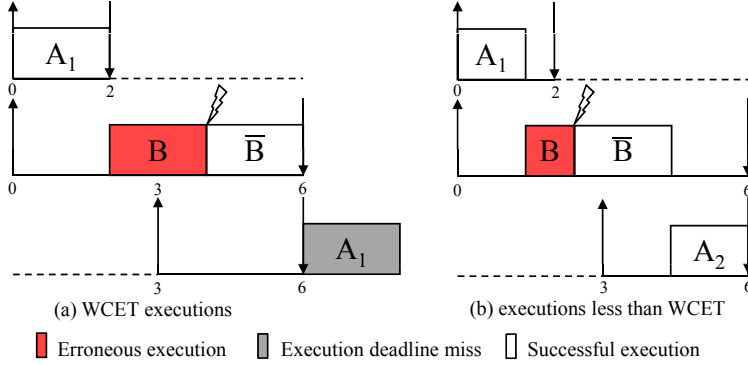 A1
0 2
B B̅
0 3 6
A1
3 6
(a) WCET executions
A1
0 2
B B̅
0 6
A2
3 6
(b) executions less than WCET
Erroneous execution Execution deadline miss Successful execution